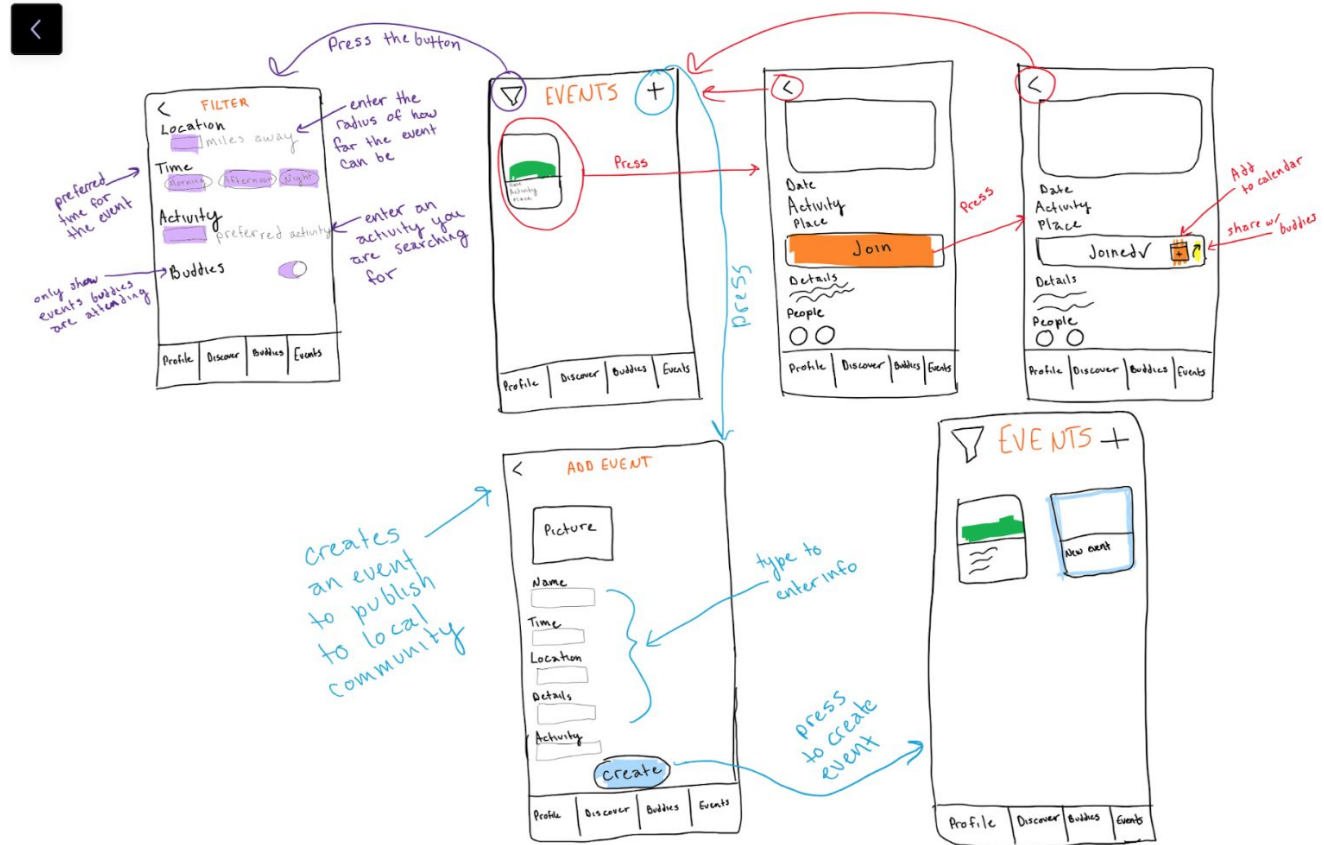 Press the button
FILTER
Location
miles away
Time
Morning
Afternoon
Night
Activity
preferred activity
Buddies
Profile
Discover
Buddies
Events
enter the
radius of how
far the event
can be
preferred
time for
the event
enter an
activity you
are searching
for
only show
events buddies
are attending
EVENTS
+
Activity
Place
Press
Profile
Discover
Buddies
Events
press
Date
Activity
Place
Join
Details
People
Profile
Discover
Buddies
Events
Press
Date
Activity
Place
Joined✓
+
Details
People
Profile
Discover
Buddies
Events
Add
to calendar
share w/
buddies
ADD EVENT
Picture
Name
Time
Location
Details
Activity
create
Profile
Discover
Buddies
Events
creates
an event
to publish
to local
community
type to
enter info
press
to create
event
EVENTS
+
New event
Profile
Discover
Buddies
Events